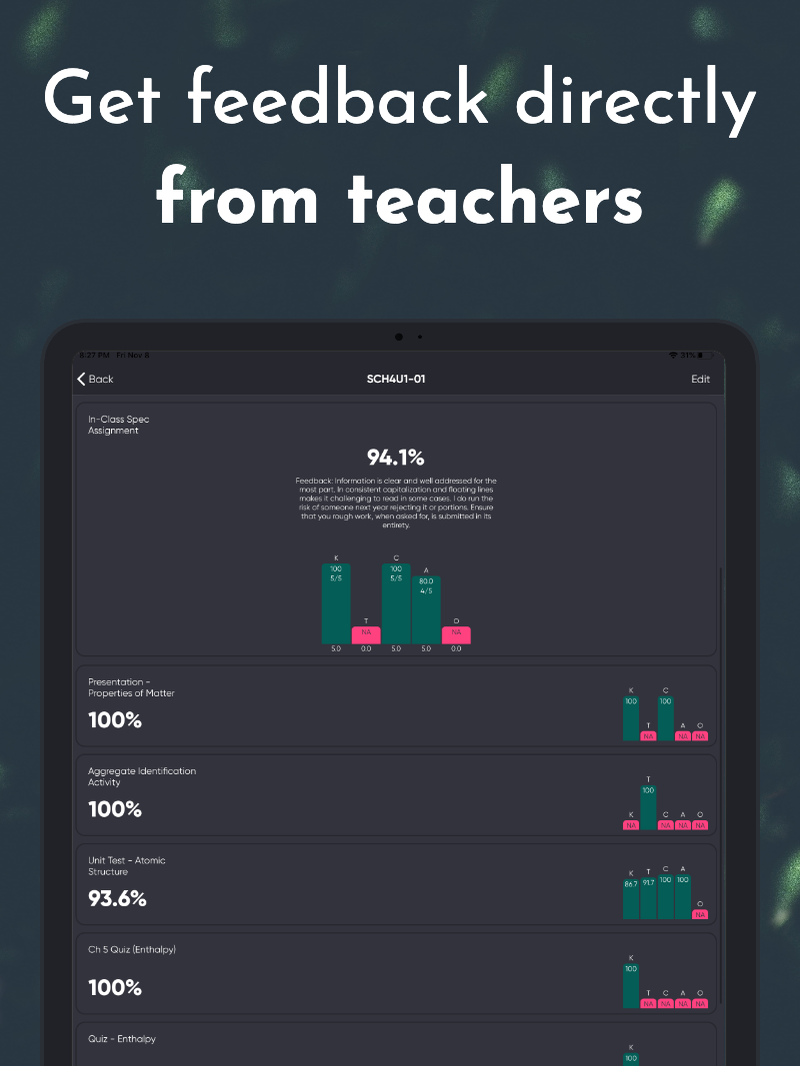 Get feedback directly
from teachers
8:27 PM Fri Nov 8
31%
Back
SCH4U1-01
Edit
In-Class Spec
Assignment
94.1%
Feedback: Information is clear and well addressed for the
most part. In consistent capitalization and floating lines
makes it challenging to read in some cases. I do run the
risk of someone next year rejecting it or portions. Ensure
that you rough work, when asked for, is submitted in its
entirety.
K T C A O
100 NA 100 80.0 NA
5/5 5/5 4/5
5.0 0.0 5.0 5.0 0.0
Presentation -
Properties of Matter
100%
K T C A O
100 NA 100 NA NA
Aggregate Identification
Activity
100%
K T C A O
NA 100 NA NA NA
Unit Test - Atomic
Structure
93.6%
K T C A O
86.7 91.7 100 100 NA
Ch 5 Quiz (Enthalpy)
100%
K T C A O
100 NA NA NA NA
Quiz - Enthalpy
K
100